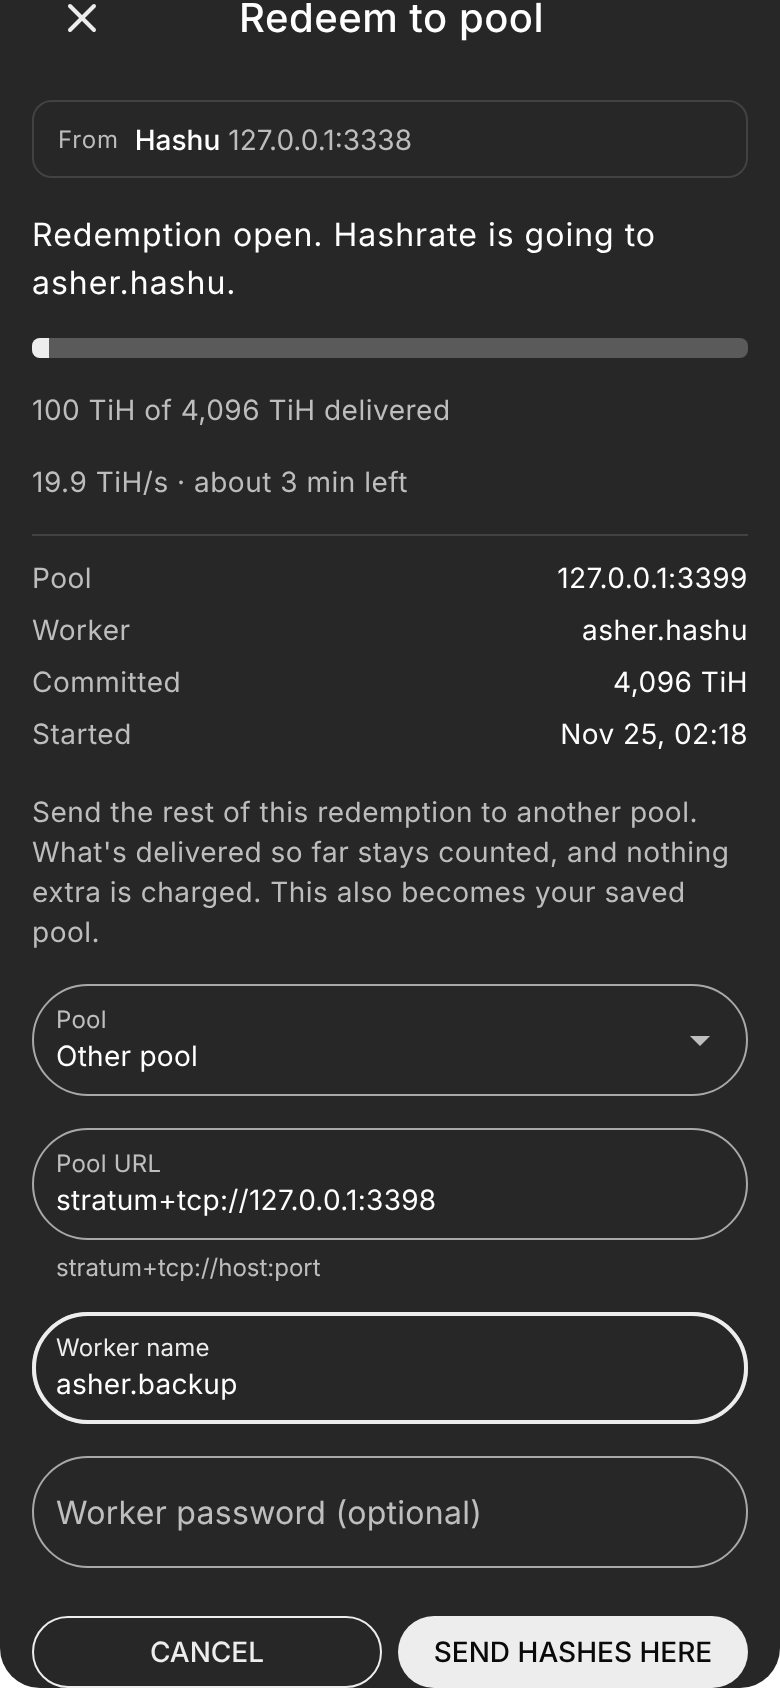 Redeem to pool
From Hashu 127.0.0.1:3338
Redemption open. Hashrate is going to
asher.hashu.
100 TiH of 4,096 TiH delivered
19.9 TiH/s · about 3 min left
Pool 127.0.0.1:3399
Worker asher.hashu
Committed 4,096 TiH
Started Nov 25, 02:18
Send the rest of this redemption to another pool.
What's delivered so far stays counted, and nothing
extra is charged. This also becomes your saved
pool.
Pool
Other pool
Pool URL
stratum+tcp://127.0.0.1:3398
stratum+tcp://host:port
Worker name
asher.backup
Worker password (optional)
CANCEL SEND HASHES HERE